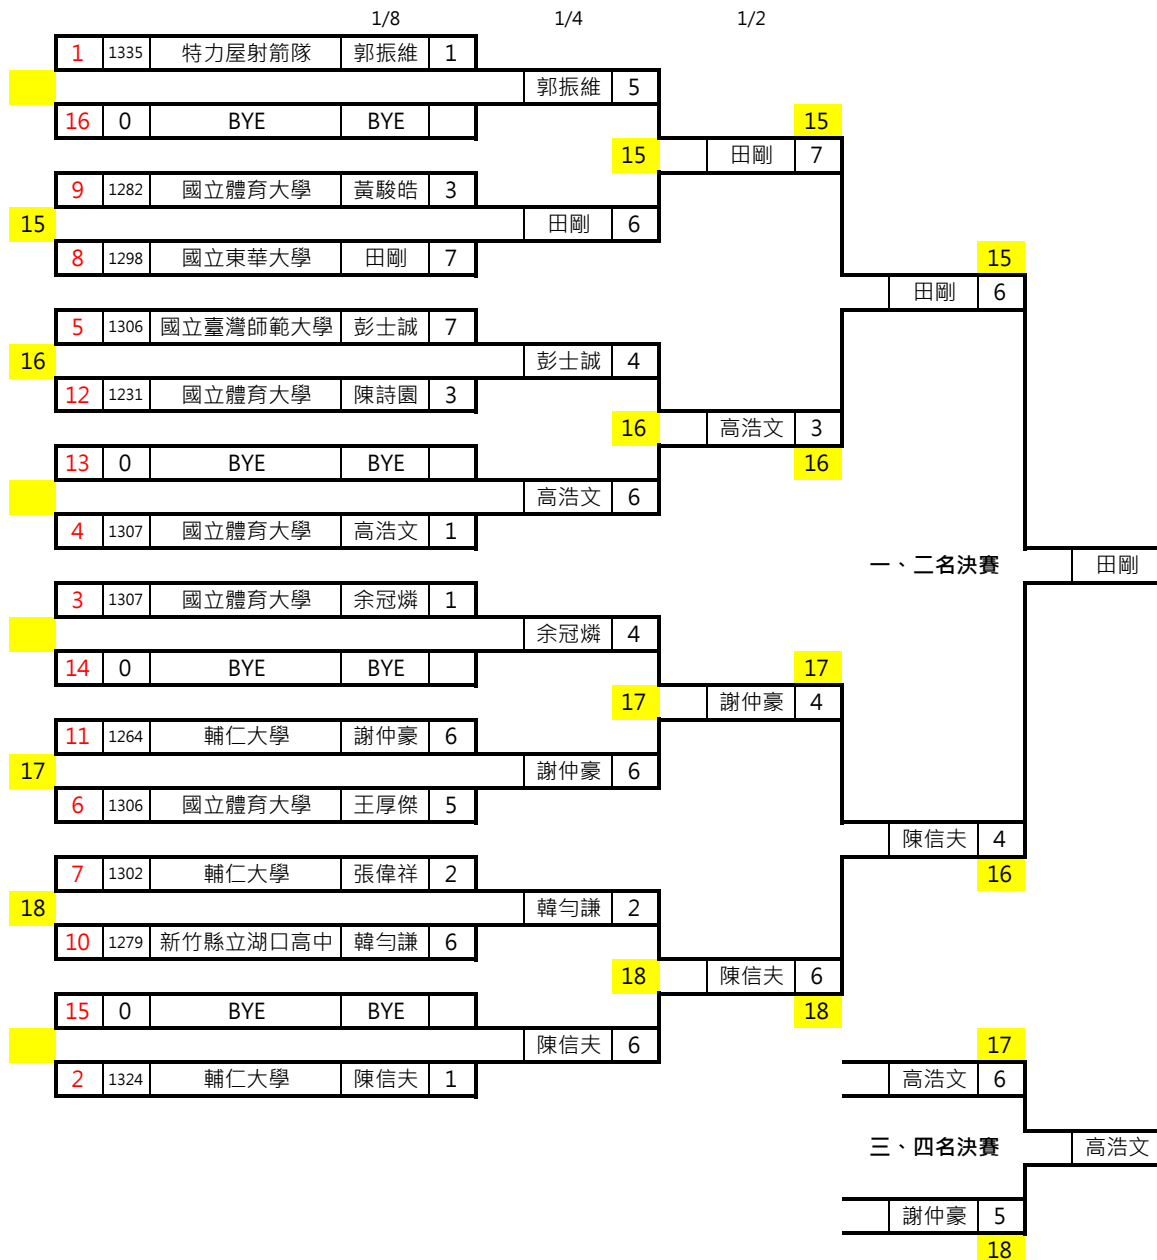 1/8 1/4 1/2
1 1335 特力屋射箭隊 郭振維 1
郭振維 5
16 0 BYE BYE 15
15 田剛 7
9 1282 國立體育大學 黃駿皓 3
15 田剛 6
8 1298 國立東華大學 田剛 7 15
田剛 6
5 1306 國立臺灣師範大學 彭士誠 7
16 彭士誠 4
12 1231 國立體育大學 陳詩園 3
16 高浩文 3
13 0 BYE BYE 16
高浩文 6
4 1307 國立體育大學 高浩文 1
一、二名決賽 田剛
3 1307 國立體育大學 余冠燐 1
余冠燐 4
14 0 BYE BYE 17
17 謝仲豪 4
11 1264 輔仁大學 謝仲豪 6
17 謝仲豪 6
6 1306 國立體育大學 王厚傑 5
陳信夫 4
7 1302 輔仁大學 張偉祥 2 16
18 韓勻謙 2
10 1279 新竹縣立湖口高中 韓勻謙 6
18 陳信夫 6
15 0 BYE BYE 18
陳信夫 6 17
2 1324 輔仁大學 陳信夫 1 高浩文 6
三、四名決賽 高浩文
謝仲豪 5
18